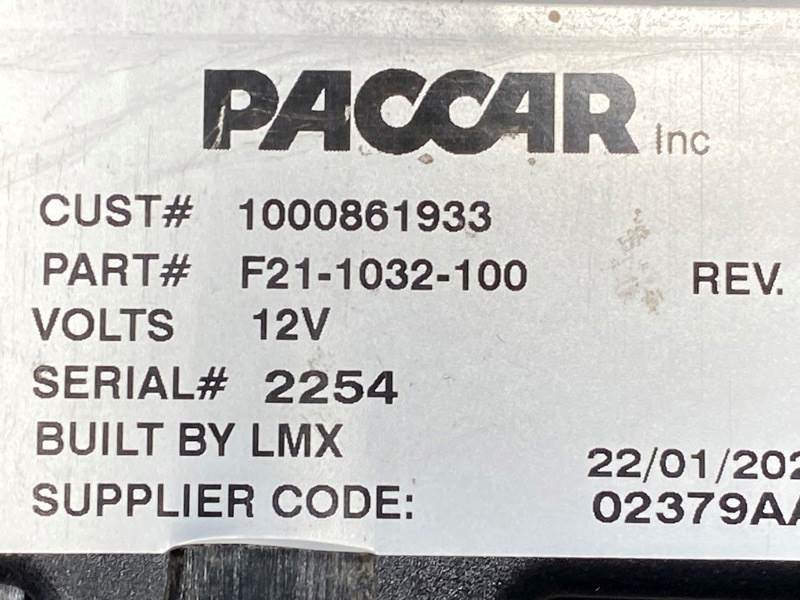 PACCAR Inc
CUST# 1000861933
PART# F21-1032-100 REV.
VOLTS 12V
SERIAL# 2254
BUILT BY LMX
22/01/202
SUPPLIER CODE: 02379AA